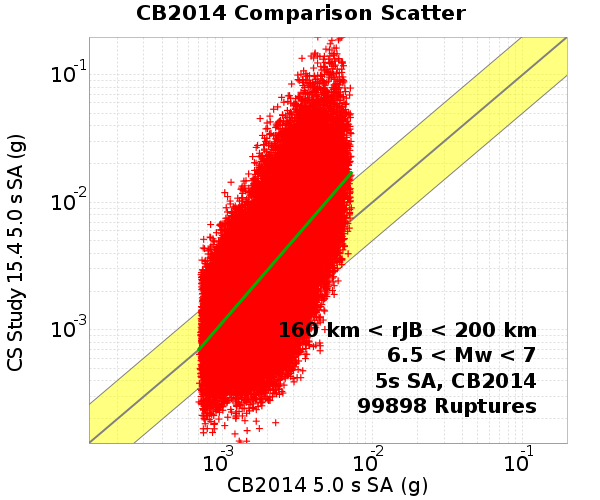 CB2014 Comparison Scatter
CS Study 15.4 5.0 s SA (g)
10-1
10-2
10-3
160 km < rJB < 200 km
6.5 < Mw < 7
5s SA, CB2014
99898 Ruptures
10-3 10-2 10-1
CB2014 5.0 s SA (g)